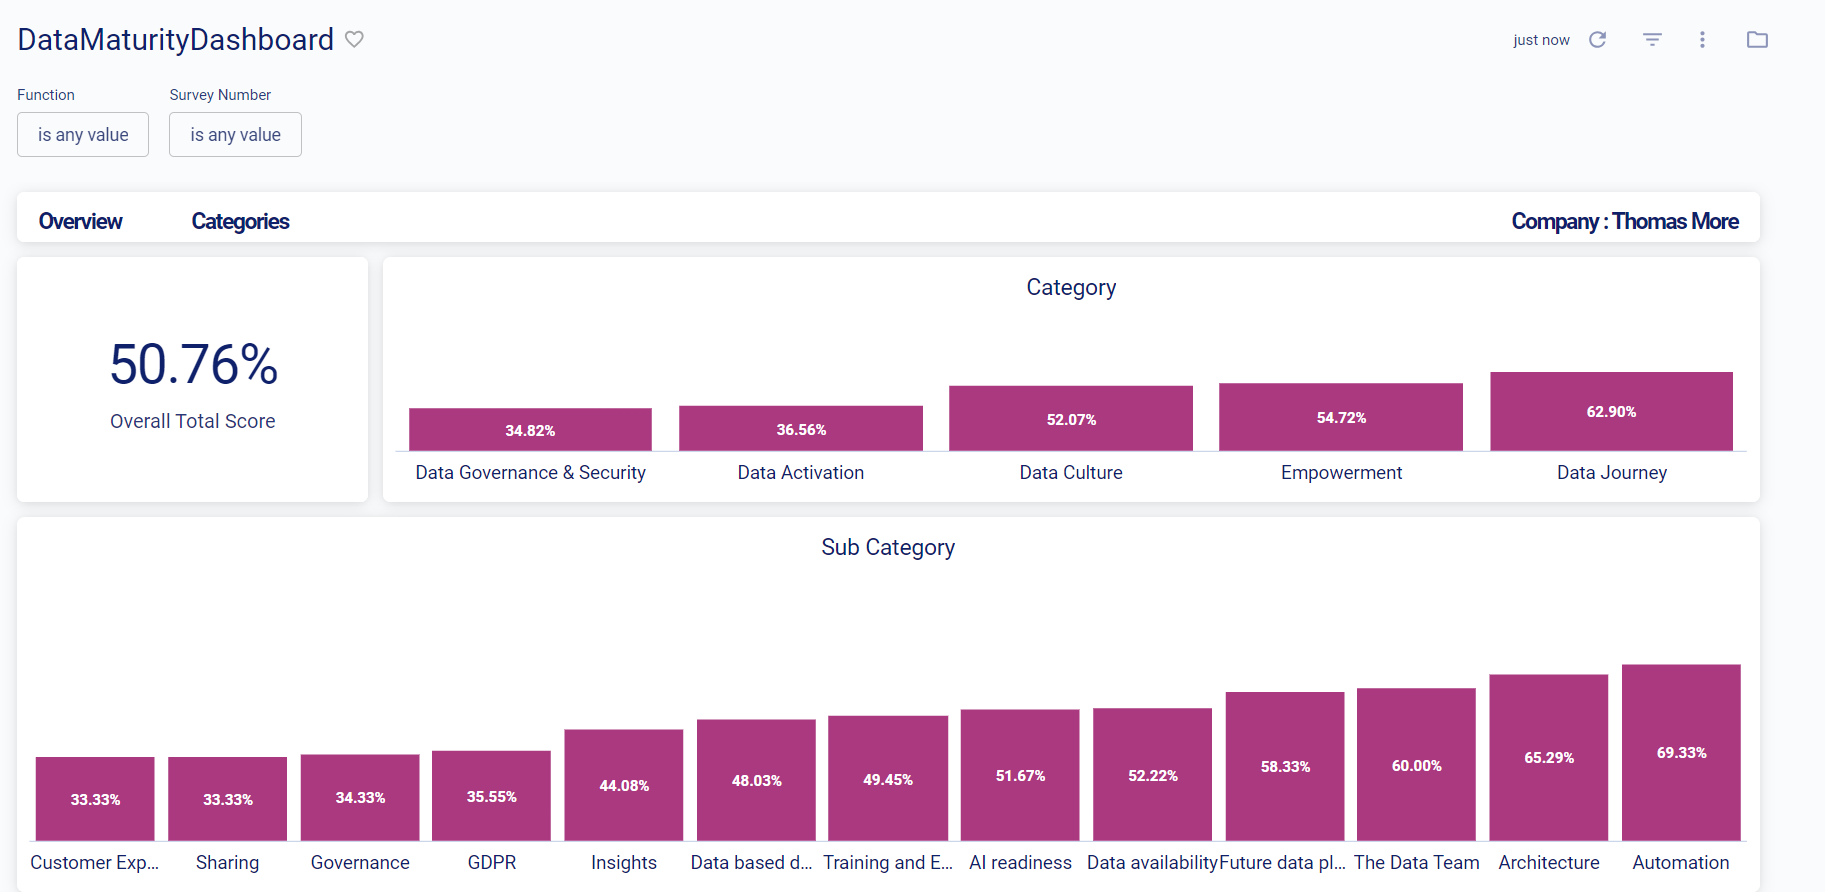 DataMaturityDashboard
just now
Function
Survey Number
is any value
is any value
Overview
Categories
Company : Thomas More
50.76%
Overall Total Score
Category
34.82%
36.56%
52.07%
54.72%
62.90%
Data Governance & Security
Data Activation
Data Culture
Empowerment
Data Journey
Sub Category
33.33%
33.33%
34.33%
35.55%
44.08%
48.03%
49.45%
51.67%
52.22%
58.33%
60.00%
65.29%
69.33%
Customer Exp...
Sharing
Governance
GDPR
Insights
Data based d...
Training and E...
AI readiness
Data availability
Future data pl...
The Data Team
Architecture
Automation